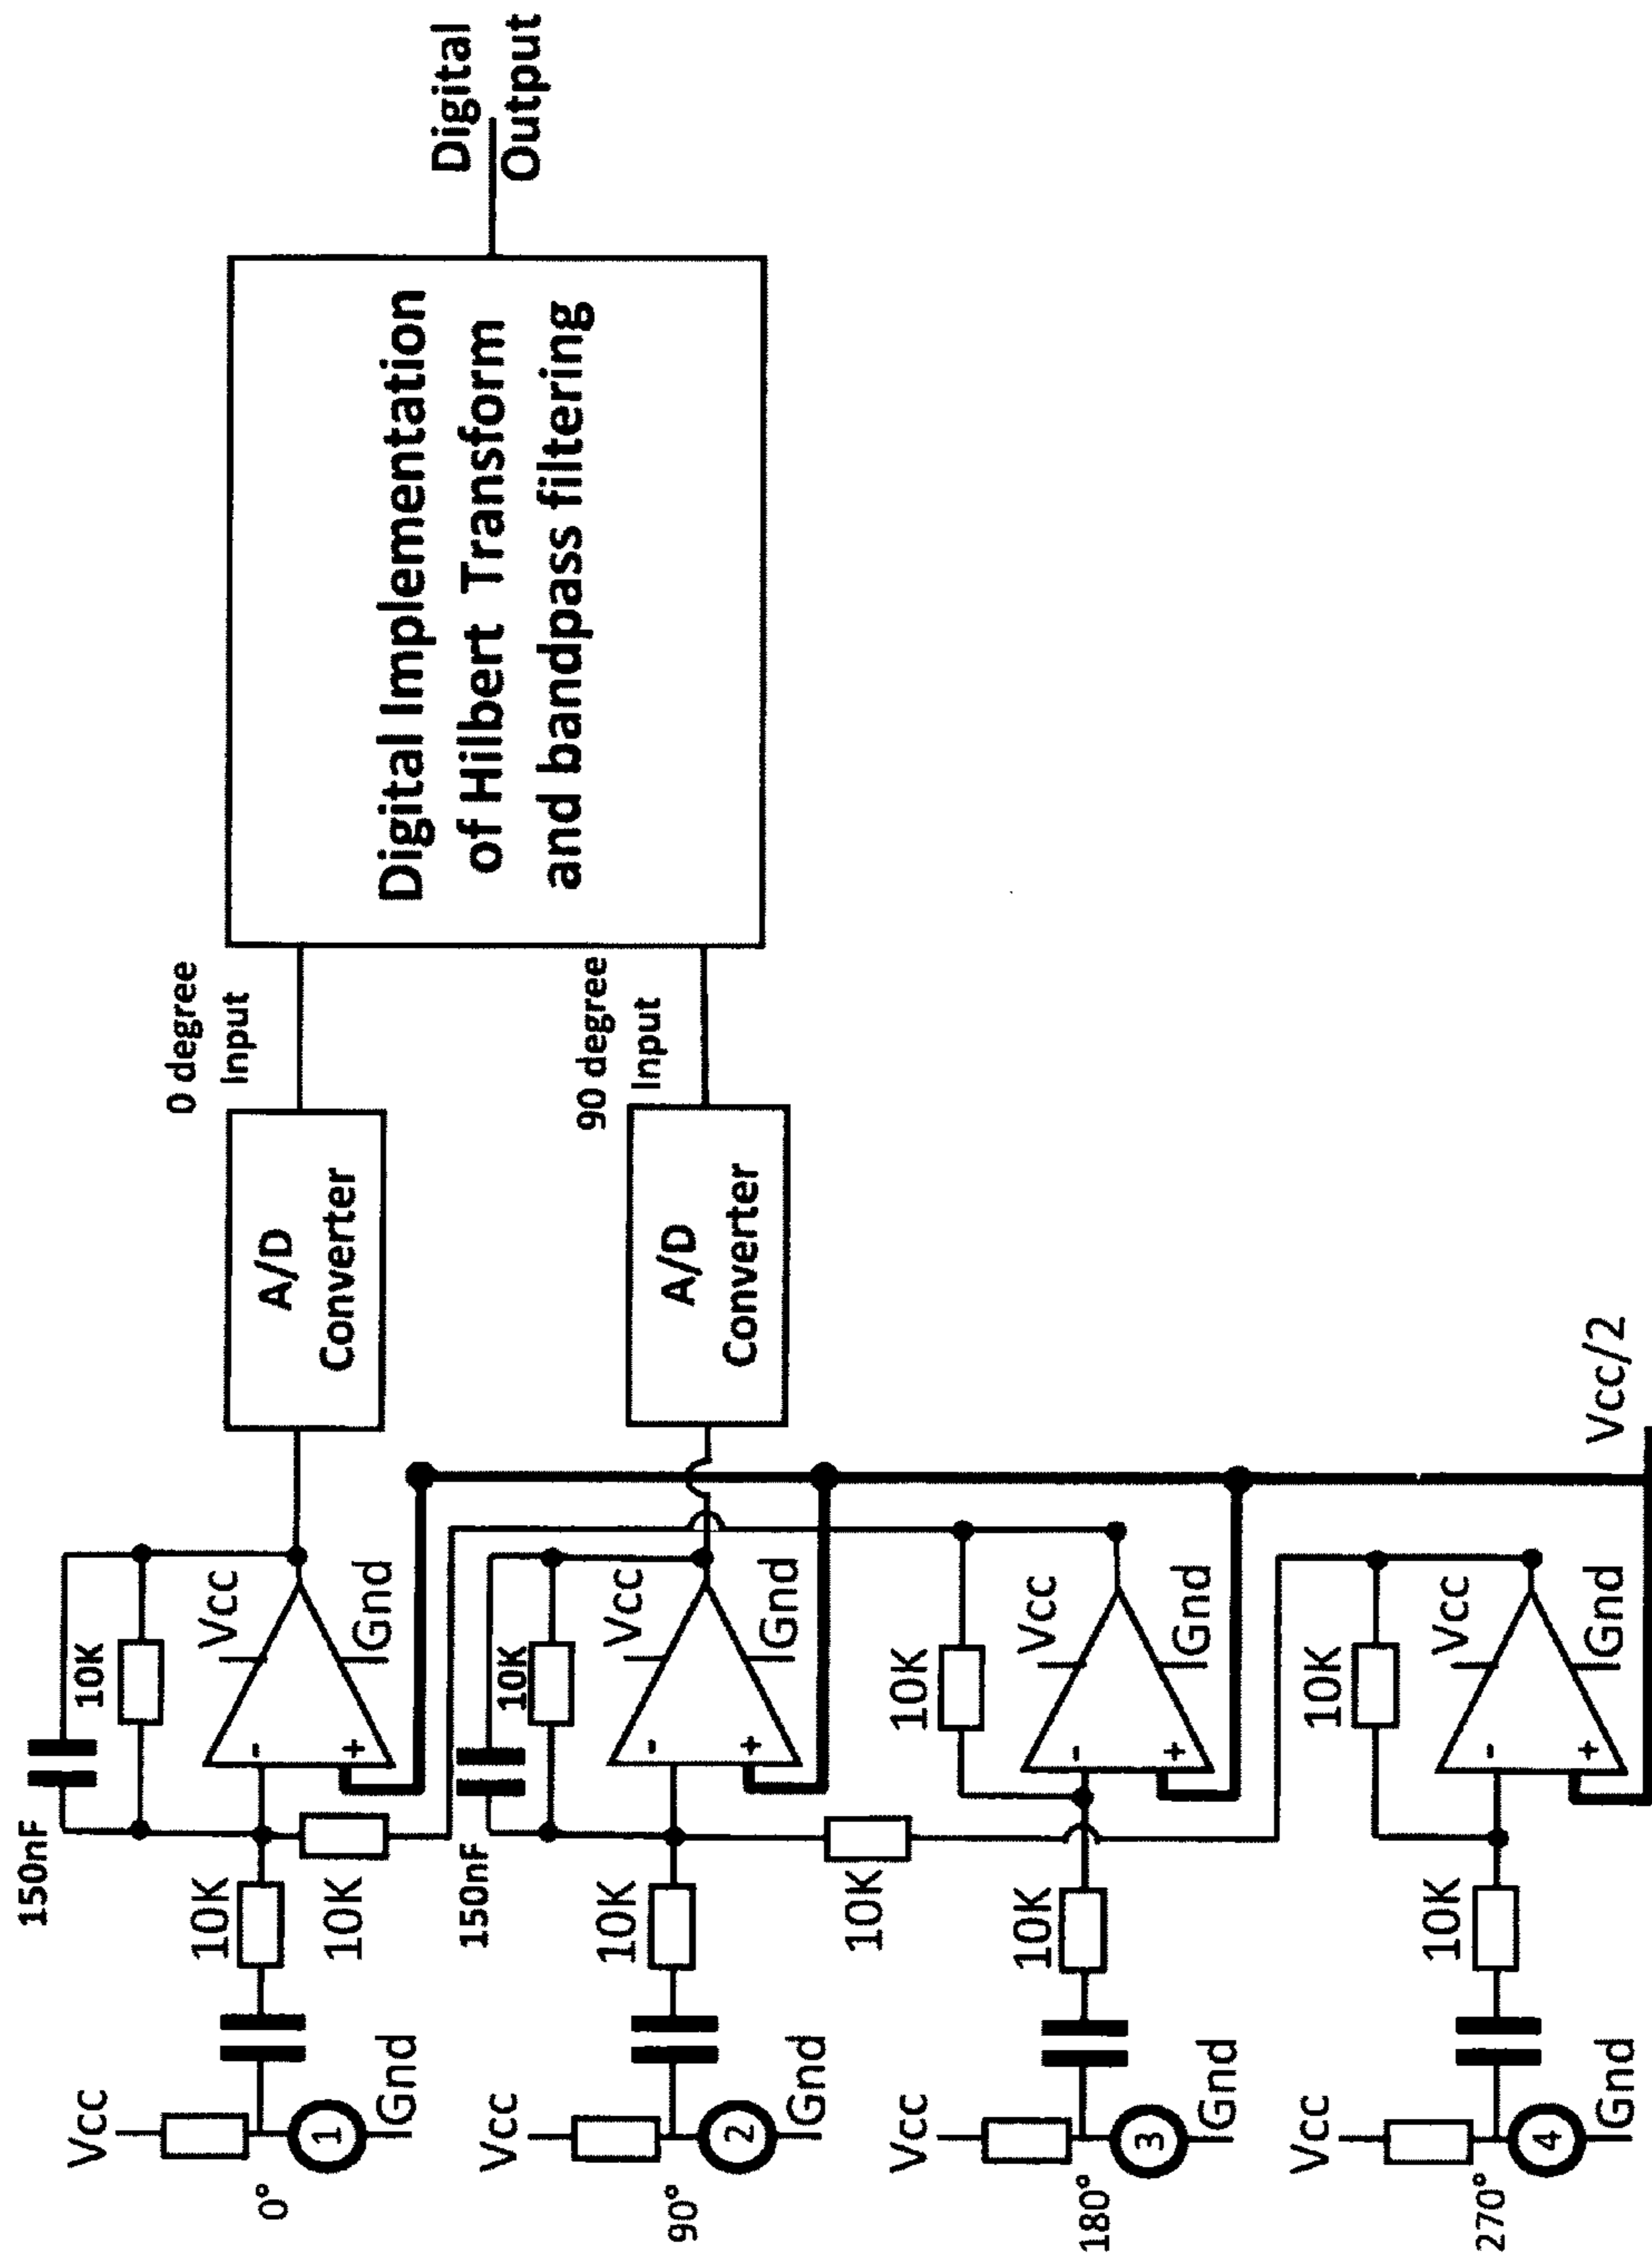 Digital
Output
Digital Implementation
of Hilbert Transform
and bandpass filtering
0 degree
Input
90 degree
Input
A/D
Converter
A/D
Converter
150nF
10K
Vcc
-
+
Gnd
10K
10K
Vcc
1
Gnd
0°
150nF
10K
Vcc
-
+
Gnd
10K
10K
Vcc
2
Gnd
90°
10K
Vcc
-
+
Gnd
10K
Vcc
3
Gnd
180°
10K
Vcc
-
+
Gnd
10K
Vcc
4
Gnd
270°
Vcc/2